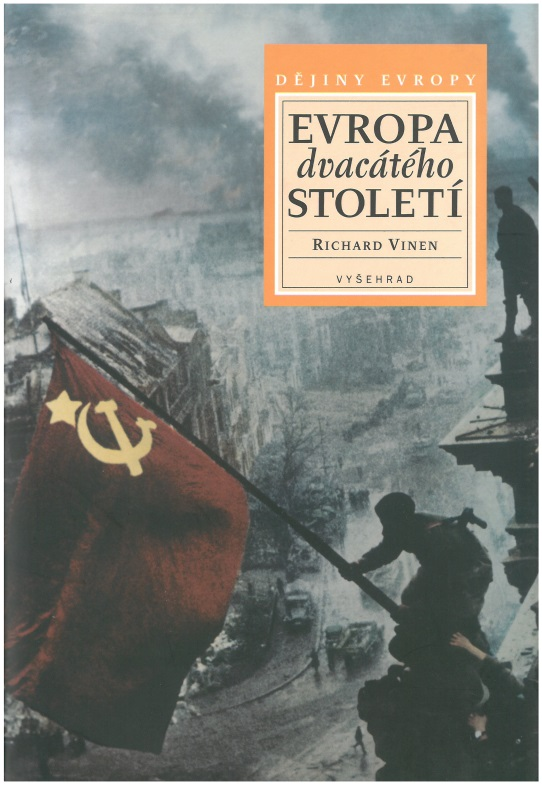 DĚJINY EVROPY
EVROPA
dvacátého
STOLETÍ
RICHARD VINEN
VYŠEHRAD